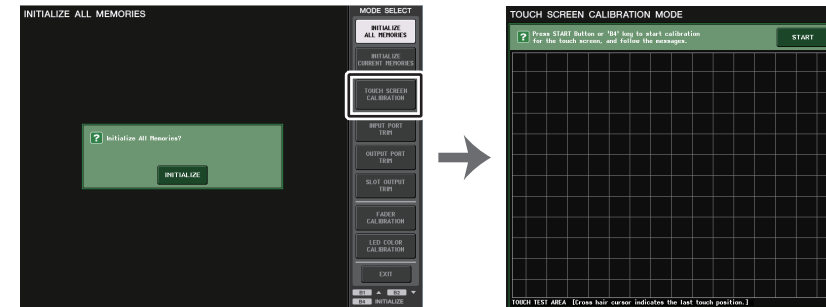 INITIALIZE ALL MEMORIES
MODE SELECT
INITIALIZE
ALL MEMORIES
INITIALIZE
CURRENT MEMORIES
TOUCH SCREEN
CALIBRATION
INPUT PORT
TRIM
OUTPUT PORT
TRIM
SLOT OUTPUT
TRIM
FADER
CALIBRATION
LED COLOR
CALIBRATION
EXIT
B1 ▲ B2 ▼
B4 INITIALIZE
? Initialize All Memories?
INITIALIZE
TOUCH SCREEN CALIBRATION MODE
? Press START Button or 'B4' key to start calibration
for the touch screen, and follow the messages.
START
TOUCH TEST AREA [Cross hair cursor indicates the last touch position.]